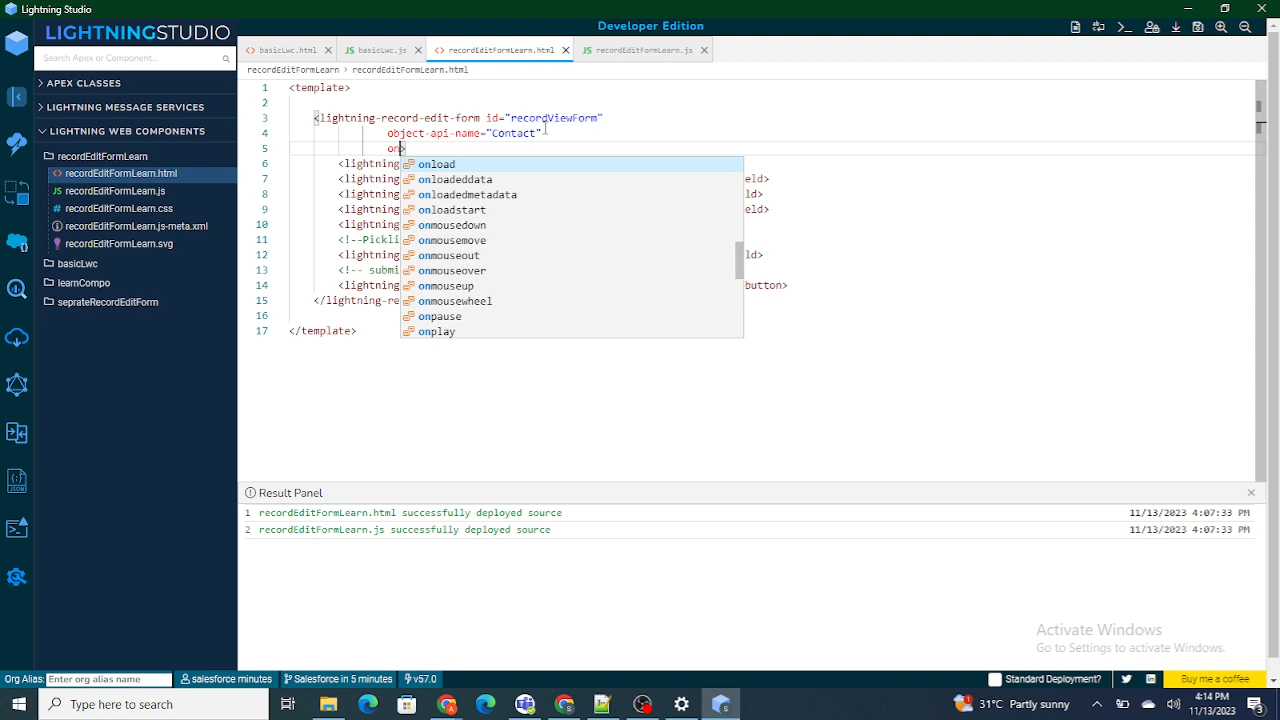 Lightning Studio
LIGHTNINGSTUDIO
Developer Edition
Search Apex or Component...
basicLwc.html
basicLwc.js
recordEditFormLearn.html
recordEditFormLearn.js
recordEditFormLearn > recordEditFormLearn.html
APEX CLASSES
LIGHTNING MESSAGE SERVICES
LIGHTNING WEB COMPONENTS
recordEditFormLearn
<> recordEditFormLearn.html
JS recordEditFormLearn.js
# recordEditFormLearn.css
recordEditFormLearn.js-meta.xml
recordEditFormLearn.svg
basicLwc
learnCompo
seprateRecordEditForm
1 <template>
2
3 <lightning-record-edit-form id="recordViewForm"
4 object-api-name="Contact"
5 on>
6 <lightning
7 <lightning eld>
8 <lightning ld>
9 <lightning eld>
10 <lightning
11 <!--Pickli
12 <lightning ld>
13 <!-- submi
14 <lightning button>
15 </lightning-re
16
17 </template>
onload
onloadeddata
onloadedmetadata
onloadstart
onmousedown
onmousemove
onmouseout
onmouseover
onmouseup
onmousewheel
onpause
onplay
Result Panel
1 recordEditFormLearn.html successfully deployed source 11/13/2023 4:07:33 PM
2 recordEditFormLearn.js successfully deployed source 11/13/2023 4:07:33 PM
Activate Windows
Go to Settings to activate Windows.
Org Alias: Enter org alias name salesforce minutes Salesforce in 5 minutes v57.0 Standard Deployment? Buy me a coffee
Type here to search 31°C Partly sunny 4:14 PM
11/13/2023